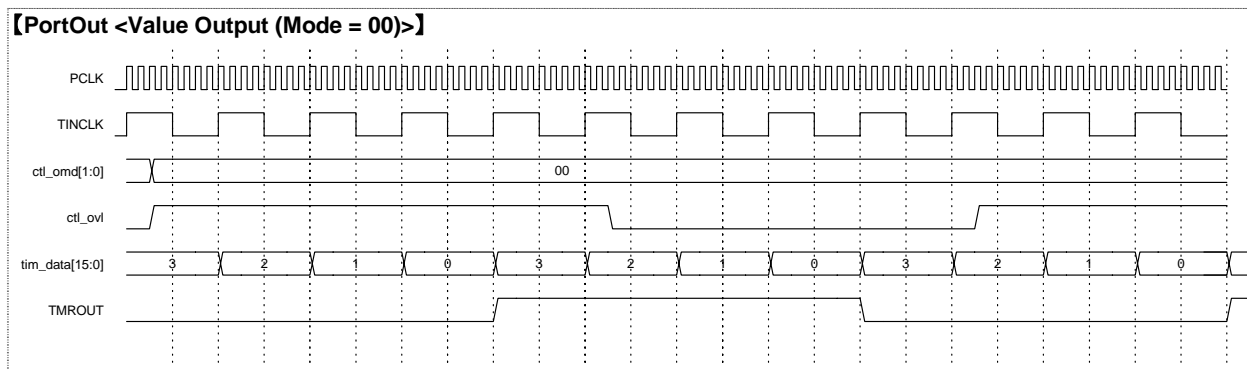 【PortOut <Value Output (Mode = 00)>】
PCLK
TINCLK
ctl_omd[1:0] 00
ctl_ovl
tim_data[15:0] 3 2 1 0 3 2 1 0 3 2 1 0
TMROUT